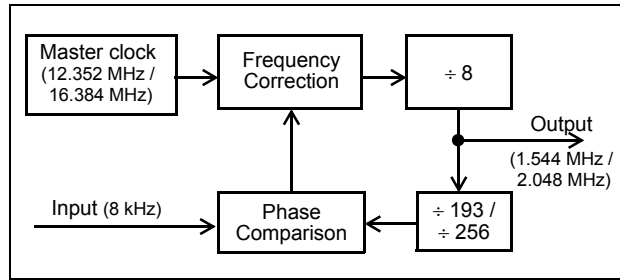 Master clock
(12.352 MHz /
16.384 MHz)
Frequency
Correction
÷ 8
Output
(1.544 MHz /
2.048 MHz)
Input (8 kHz)
Phase
Comparison
÷ 193 /
÷ 256